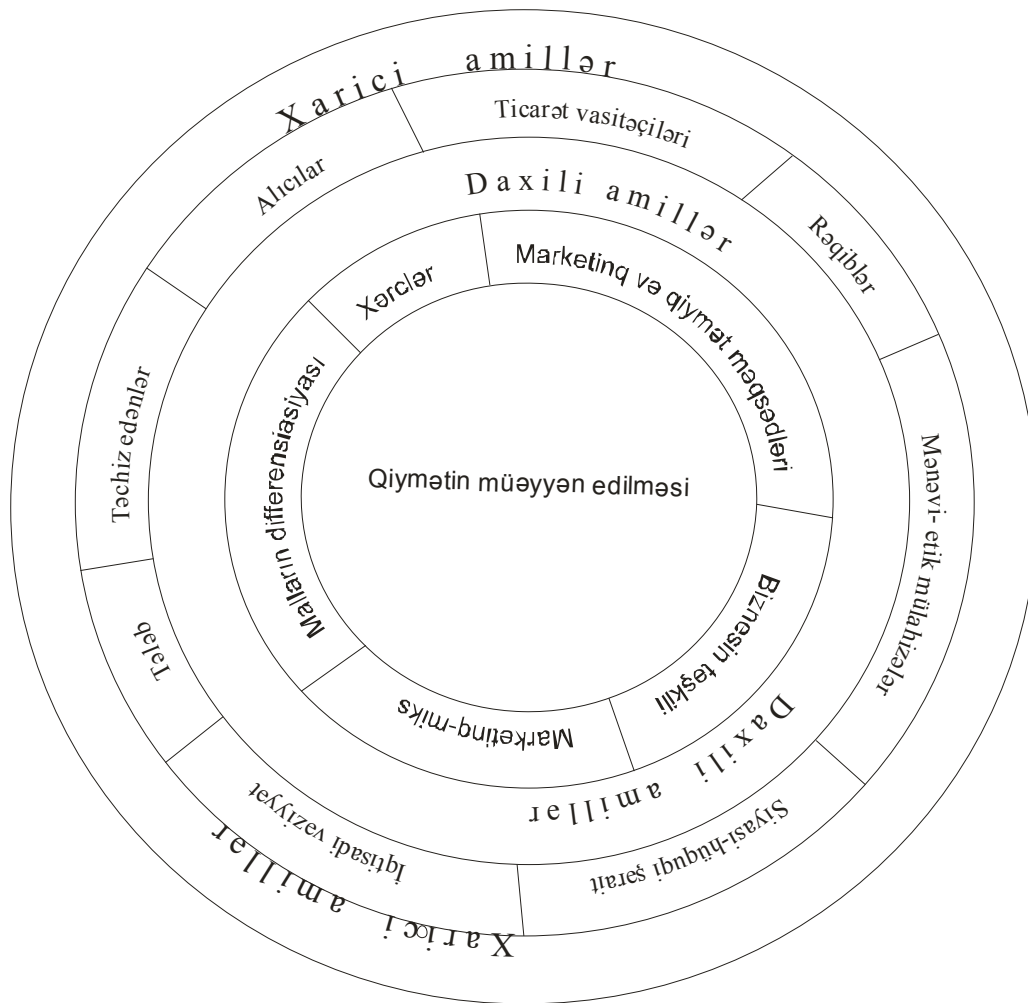 Xarici amillər
Alıcılar
Ticarət vasitəçiləri
Rəqiblər
Mənəvi- etik mülahizələr
Siyasi-hüquqi şərait
İqtisadi vəziyyət
Tələb
Təchiz edənlər
Daxili amillər
Xərclər
Marketinq və qiymət məqsədləri
Biznesin təşkili
Marketinq-miks
Malların differensiasiyası
Qiymətin müəyyən edilməsi
Daxili amillər
Xarici amillər